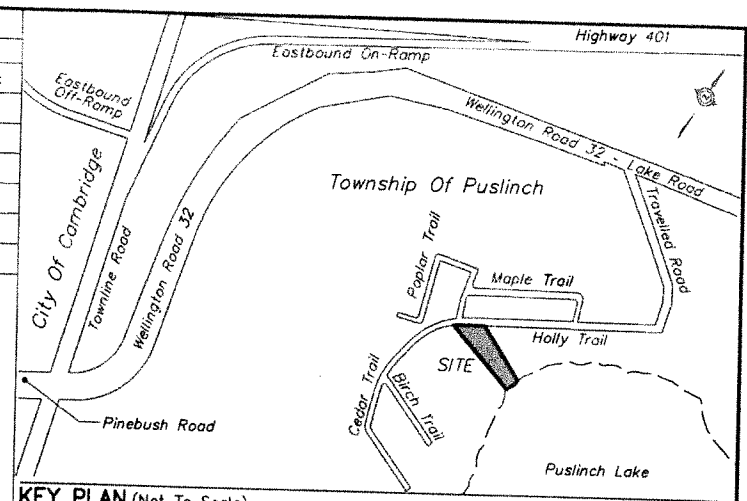 Highway 401
Eastbound On-Ramp
Eastbound
Off-Ramp
Wellington Road 32 - Lake Road
City Of Cambridge
Townline Road
Wellington Road 32
Township Of Puslinch
Travelled Road
Poplar Trail
Maple Trail
Holly Trail
SITE
Cedar Trail
Birch Trail
Pinebush Road
Puslinch Lake
KEY PLAN (Not To Scale)